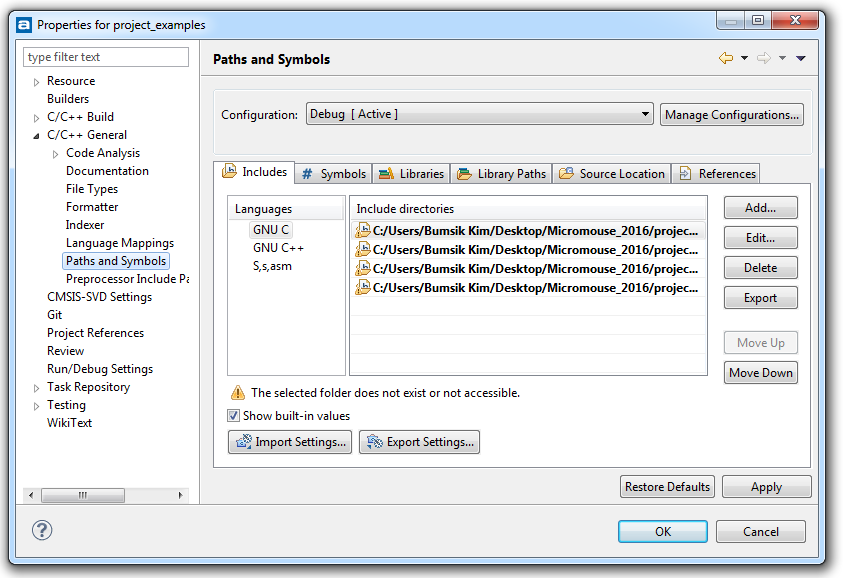 Properties for project_examples
type filter text
Resource
Builders
C/C++ Build
C/C++ General
Code Analysis
Documentation
File Types
Formatter
Indexer
Language Mappings
Paths and Symbols
Preprocessor Include Pa
CMSIS-SVD Settings
Git
Project References
Review
Run/Debug Settings
Task Repository
Testing
WikiText
Paths and Symbols
Configuration: Debug [ Active ] Manage Configurations...
Includes # Symbols Libraries Library Paths Source Location References
Languages
GNU C
GNU C++
S,s,asm
Include directories
C:/Users/Bumsik Kim/Desktop/Micromouse_2016/projec...
C:/Users/Bumsik Kim/Desktop/Micromouse_2016/projec...
C:/Users/Bumsik Kim/Desktop/Micromouse_2016/projec...
C:/Users/Bumsik Kim/Desktop/Micromouse_2016/projec...
Add...
Edit...
Delete
Export
Move Up
Move Down
The selected folder does not exist or not accessible.
Show built-in values
Import Settings... Export Settings...
Restore Defaults Apply
OK Cancel